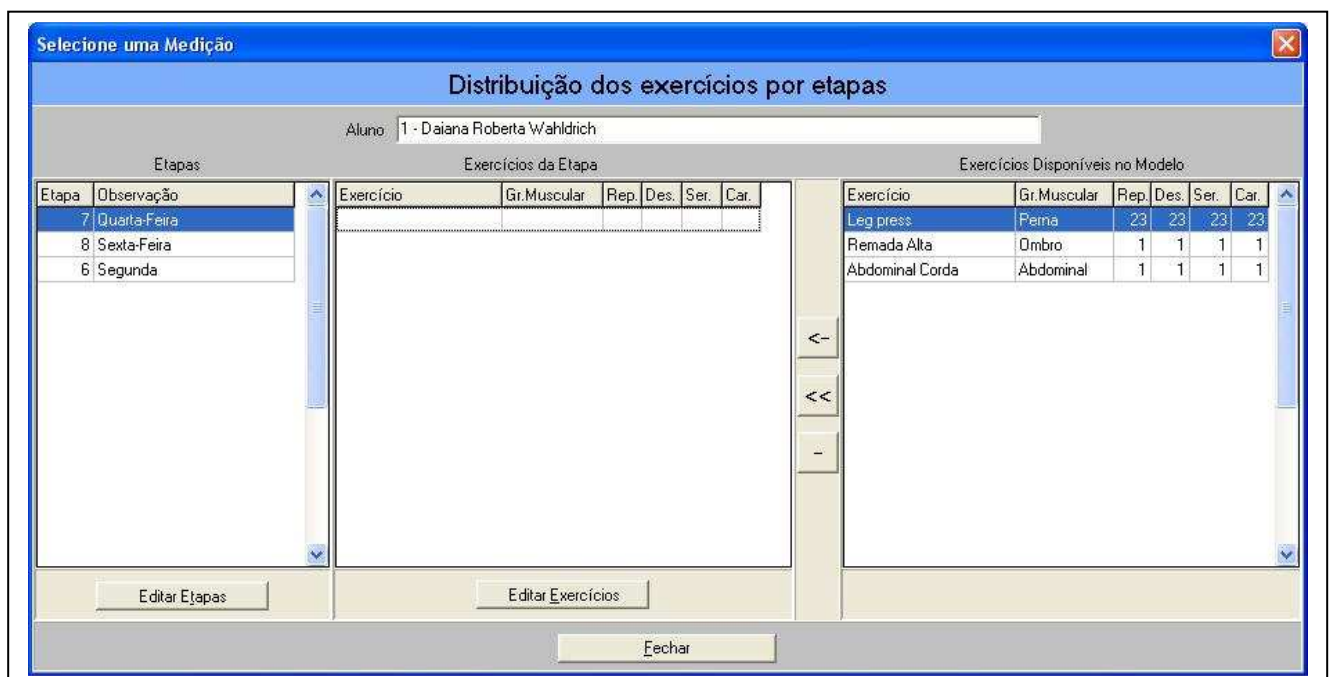 Selecione uma Medição
Distribuição dos exercícios por etapas
Aluno 1 - Daiana Roberta Wahldrich
Etapas
Etapa Observação
7 Quarta-Feira
8 Sexta-Feira
6 Segunda
Editar Etapas
Exercícios da Etapa
Exercício Gr.Muscular Rep. Des. Ser. Car.
Editar Exercícios
<-
<<
-
Exercícios Disponíveis no Modelo
Exercício Gr.Muscular Rep. Des. Ser. Car.
Leg press Perna 23 23 23 23
Remada Alta Ombro 1 1 1 1
Abdominal Corda Abdominal 1 1 1 1
Fechar